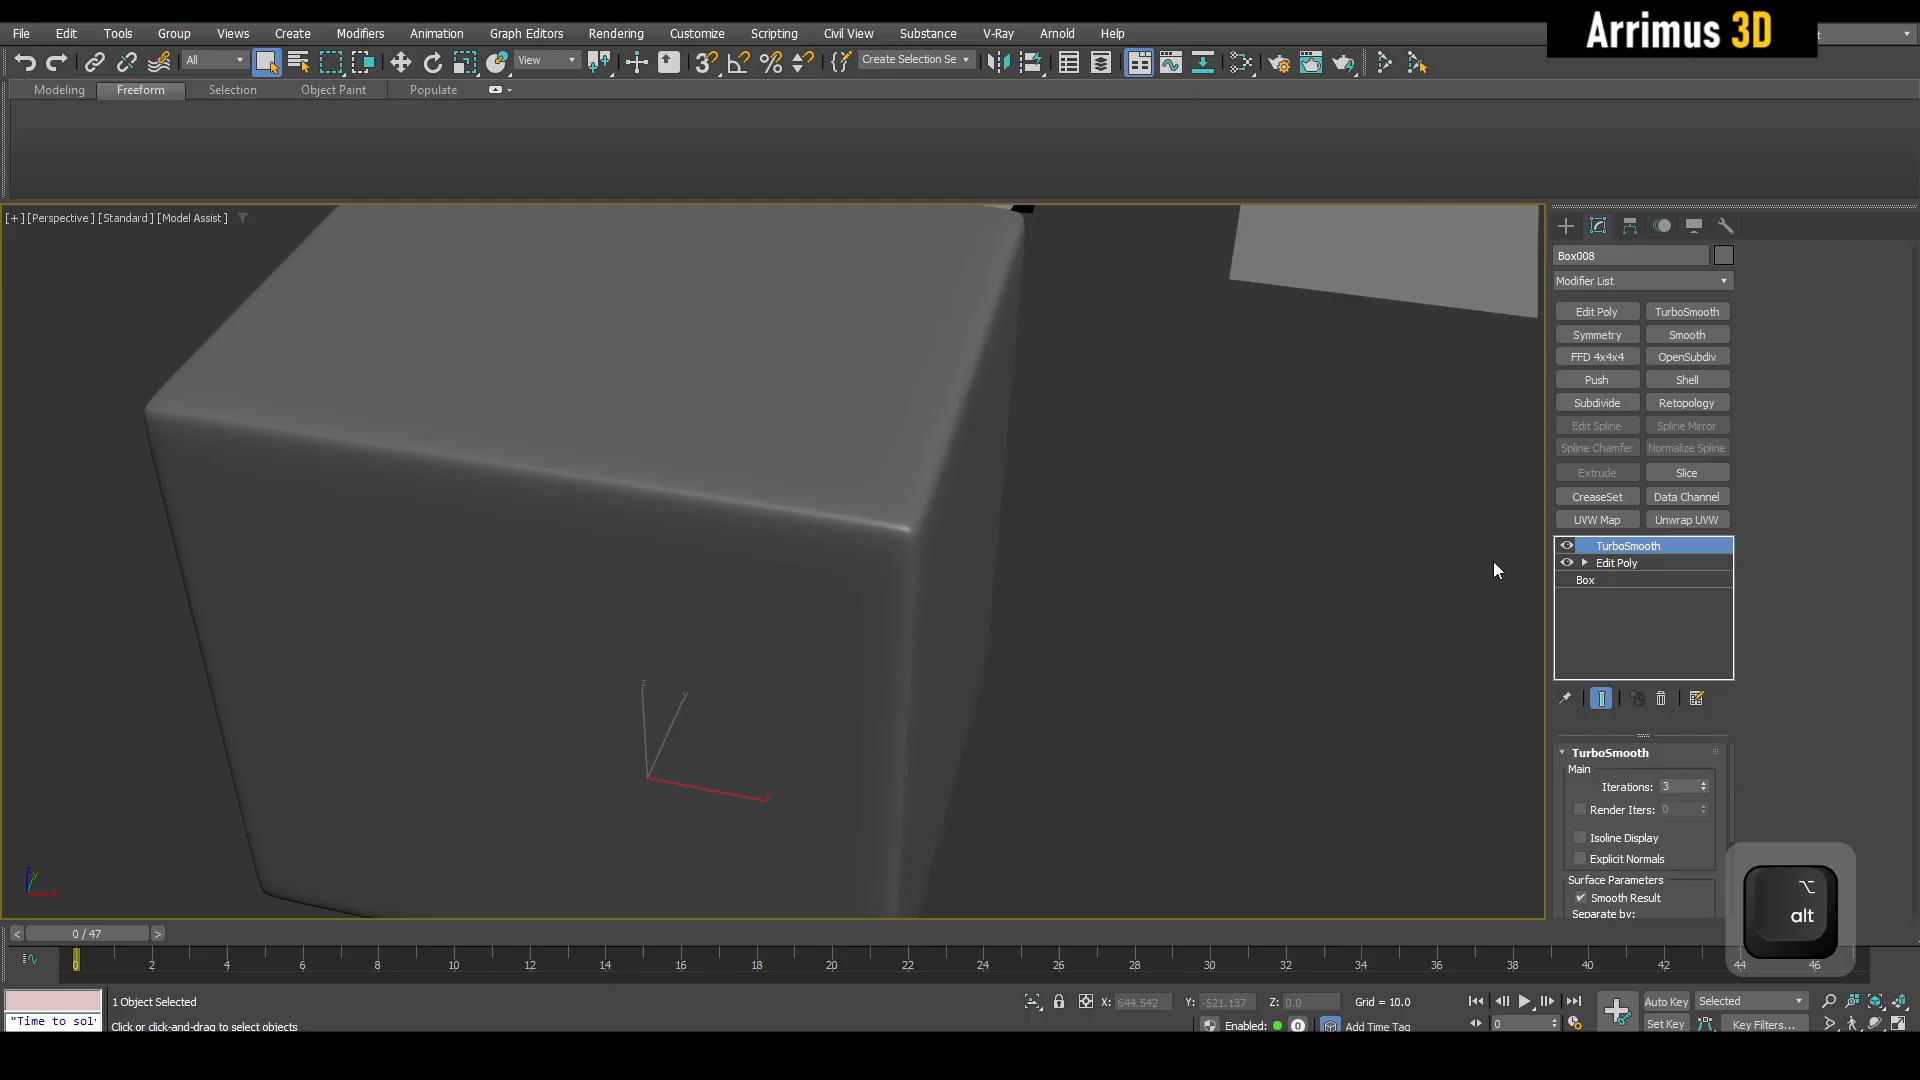 Arrimus 3D
File Edit Tools Group Views Create Modifiers Animation Graph Editors Rendering Customize Scripting Civil View Substance V-Ray Arnold Help
All View Create Selection Se
Modeling Freeform Selection Object Paint Populate
[+] [Perspective ] [Standard ] [Model Assist ]
Box008
Modifier List
Edit Poly TurboSmooth
Symmetry Smooth
FFD 4x4x4 OpenSubdiv
Push Shell
Subdivide Retopology
Edit Spline Spline Mirror
Spline Chamfer Normalize Spline
Extrude Slice
CreaseSet Data Channel
UVW Map Unwrap UVW
TurboSmooth
Edit Poly
Box
TurboSmooth
Main
Iterations: 3
Render Iters: 0
Isoline Display
Explicit Normals
Surface Parameters
Smooth Result
Separate by:
alt
z
y
x
< 0 / 47 >
0 2 4 6 8 10 12 14 16 18 20 22 24 26 28 30 32 34 36 38 40 42 44 46
1 Object Selected X: 644.542 Y: -521.137 Z: 0.0 Grid = 10.0 Auto Key Selected
"Time to sol
Click or click-and-drag to select objects Enabled: 0 Add Time Tag 0 Set Key Key Filters...